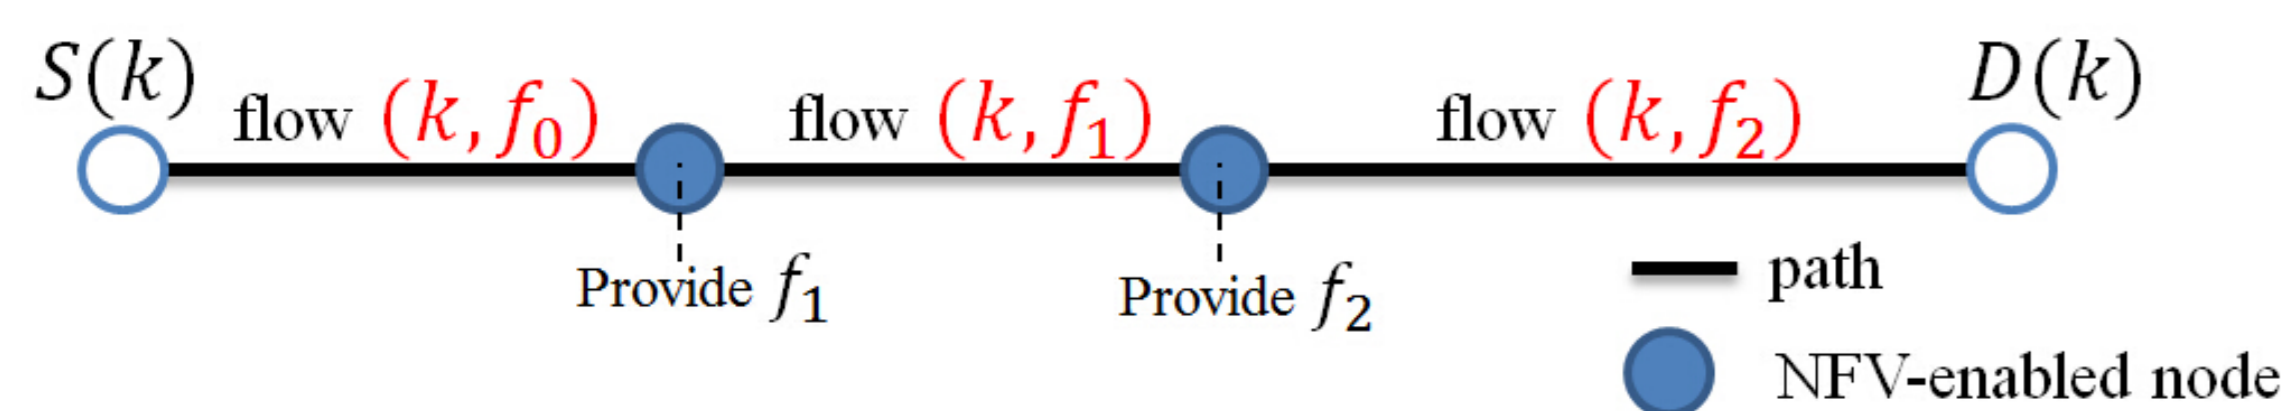 S(k) D(k)
flow (k, f₀) flow (k, f₁) flow (k, f₂)
Provide f₁ Provide f₂
path
NFV-enabled node